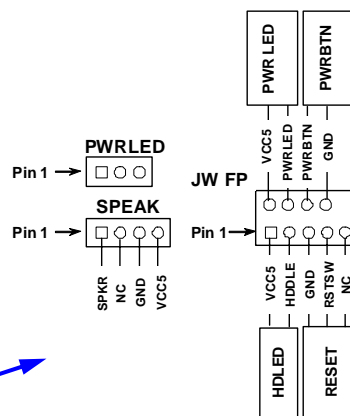 PWR LED
PWRBTN
VCC5
PWRLED
PWRBTN
GND
PWRLED
Pin 1
JW FP
SPEAK
Pin 1
Pin 1
SPKR
NC
GND
VCC5
VCC5
HDDLE
GND
RSTSW
NC
HDLED
RESET